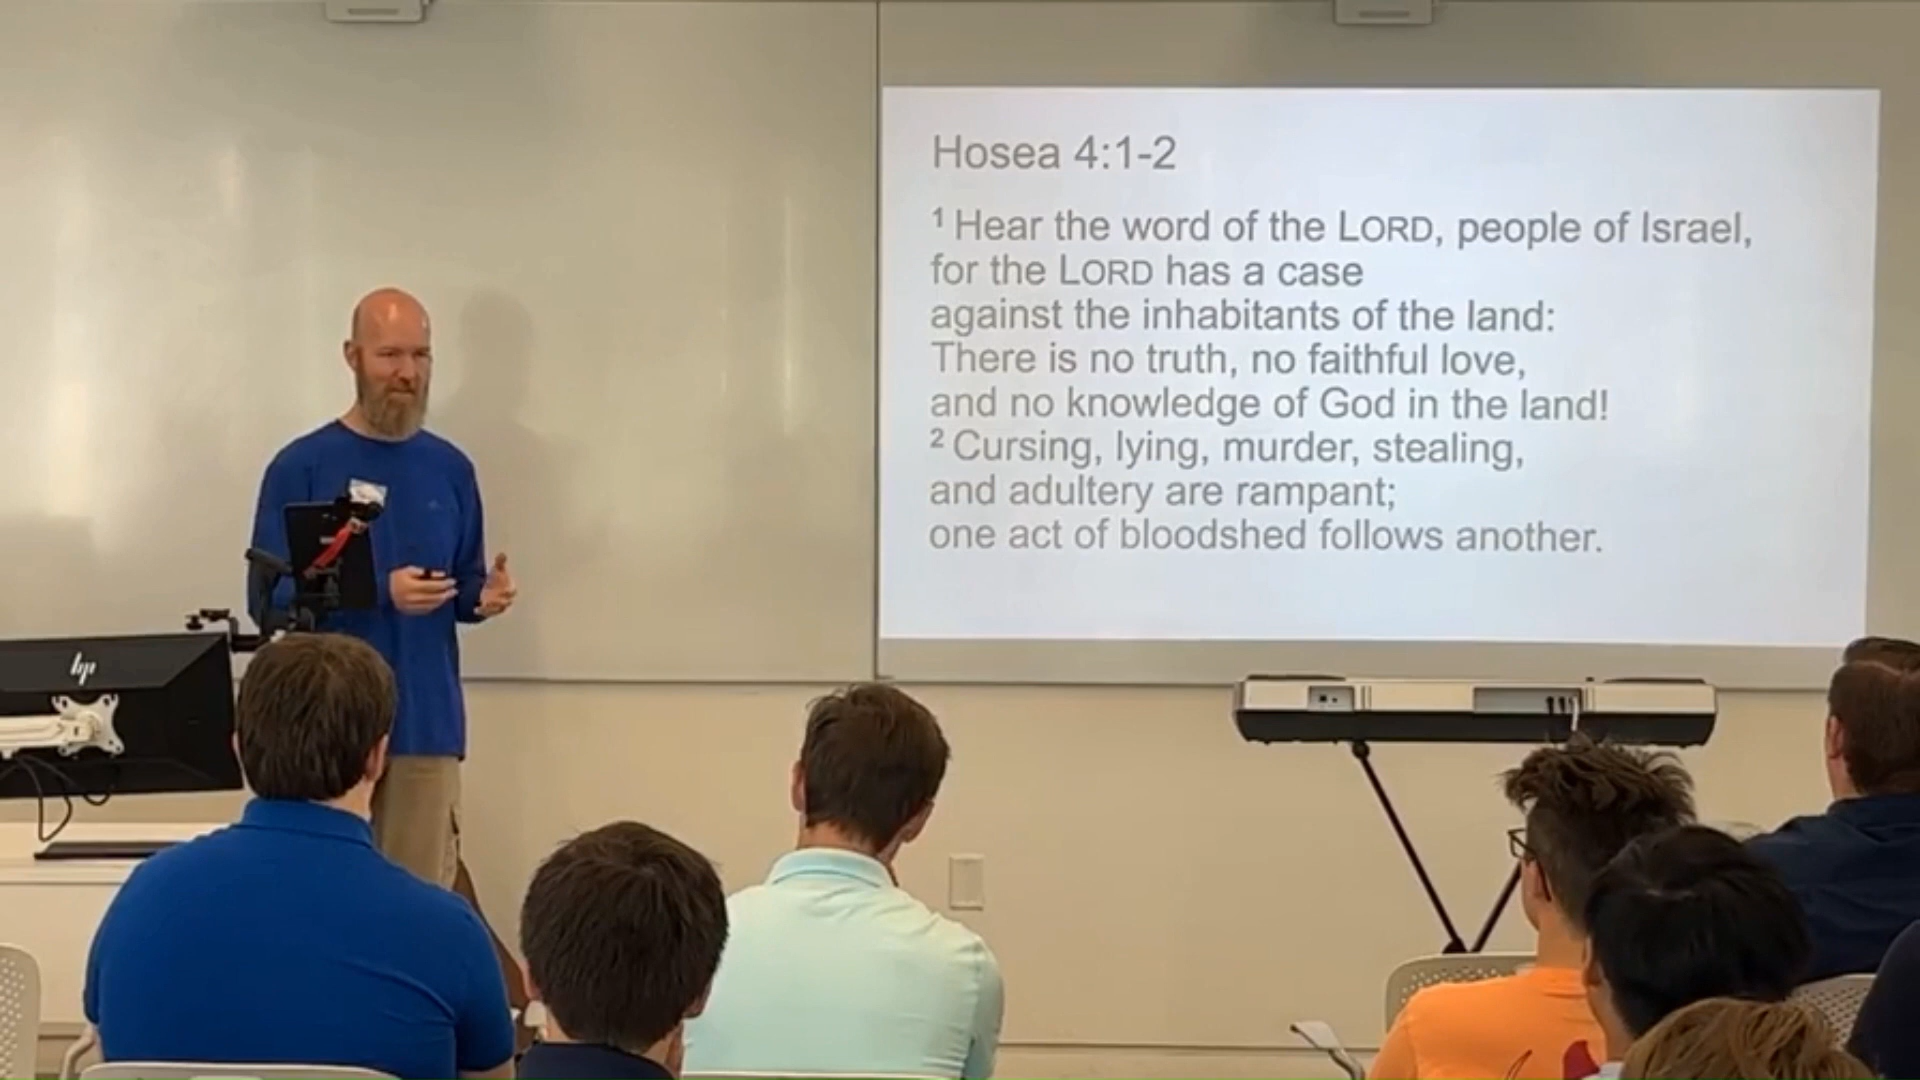 Hosea 4:1-2
1 Hear the word of the LORD, people of Israel,
for the LORD has a case
against the inhabitants of the land:
There is no truth, no faithful love,
and no knowledge of God in the land!
2 Cursing, lying, murder, stealing,
and adultery are rampant;
one act of bloodshed follows another.
hp